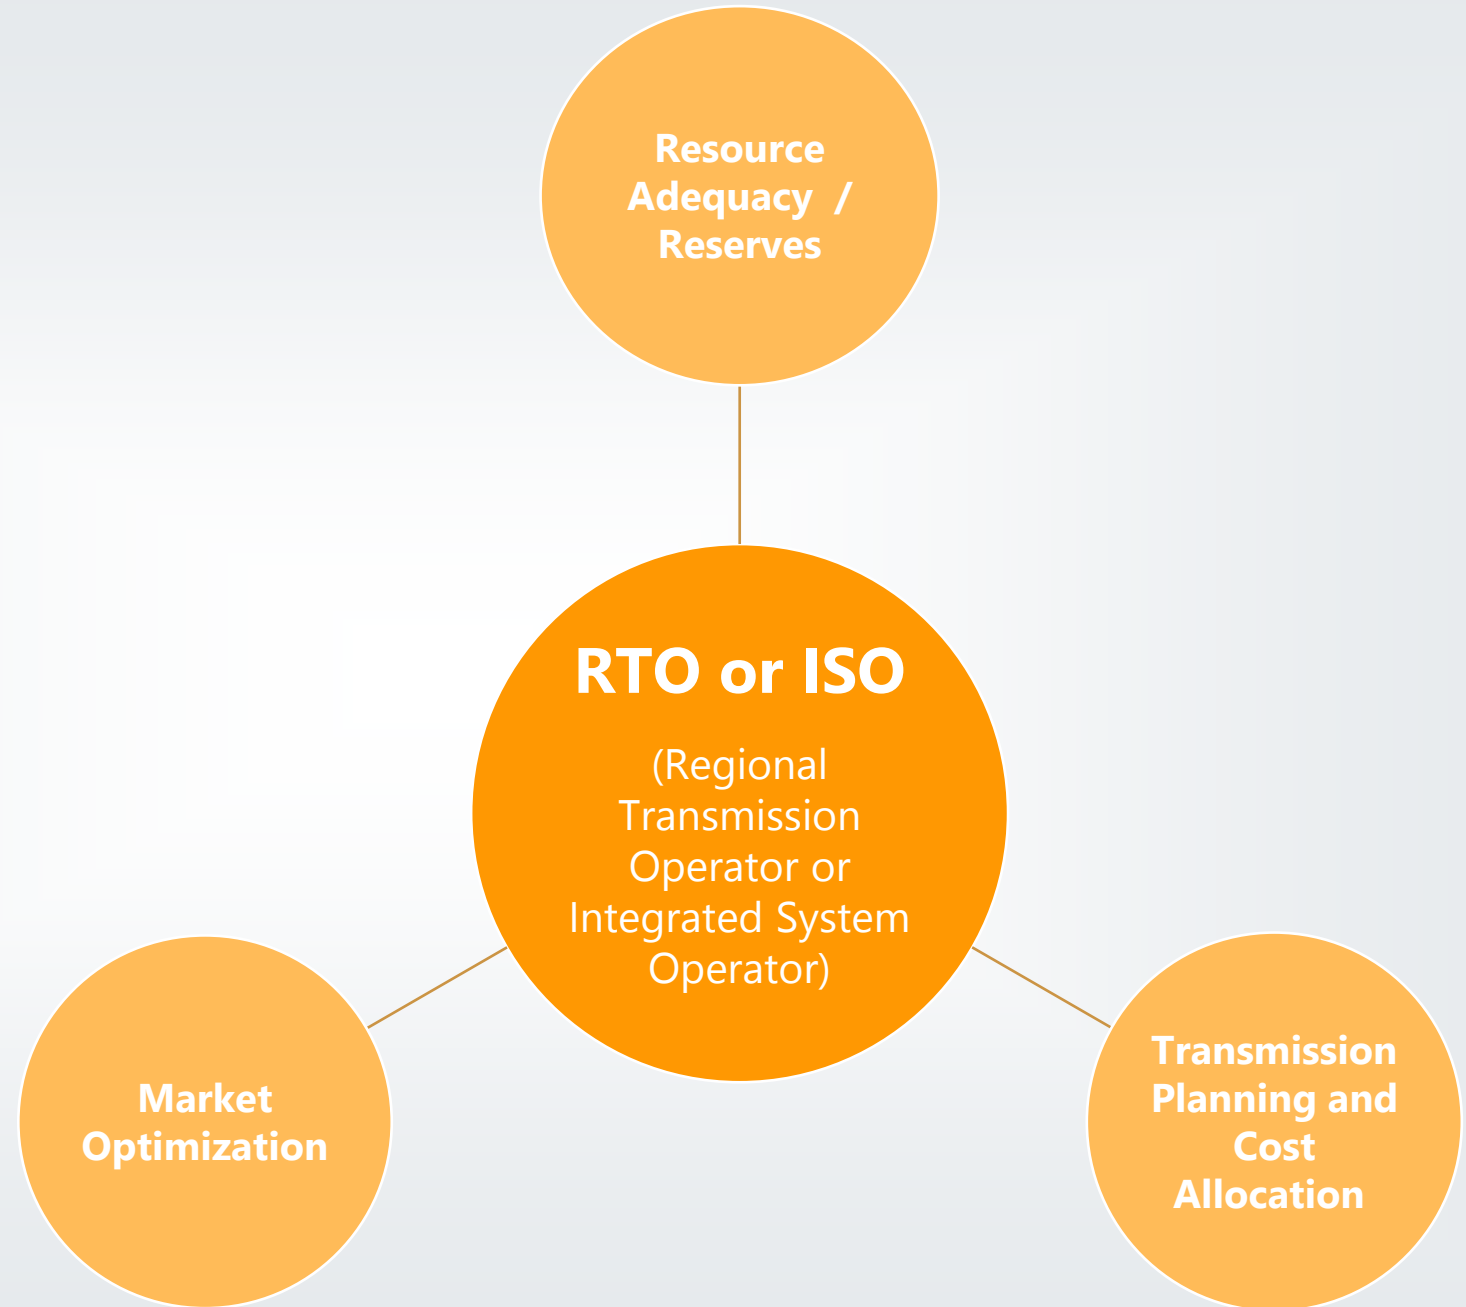 Resource
Adequacy / 
Reserves
RTO or ISO
(Regional
Transmission
Operator or
Integrated System
Operator)
Market
Optimization
Transmission
Planning and
Cost
Allocation